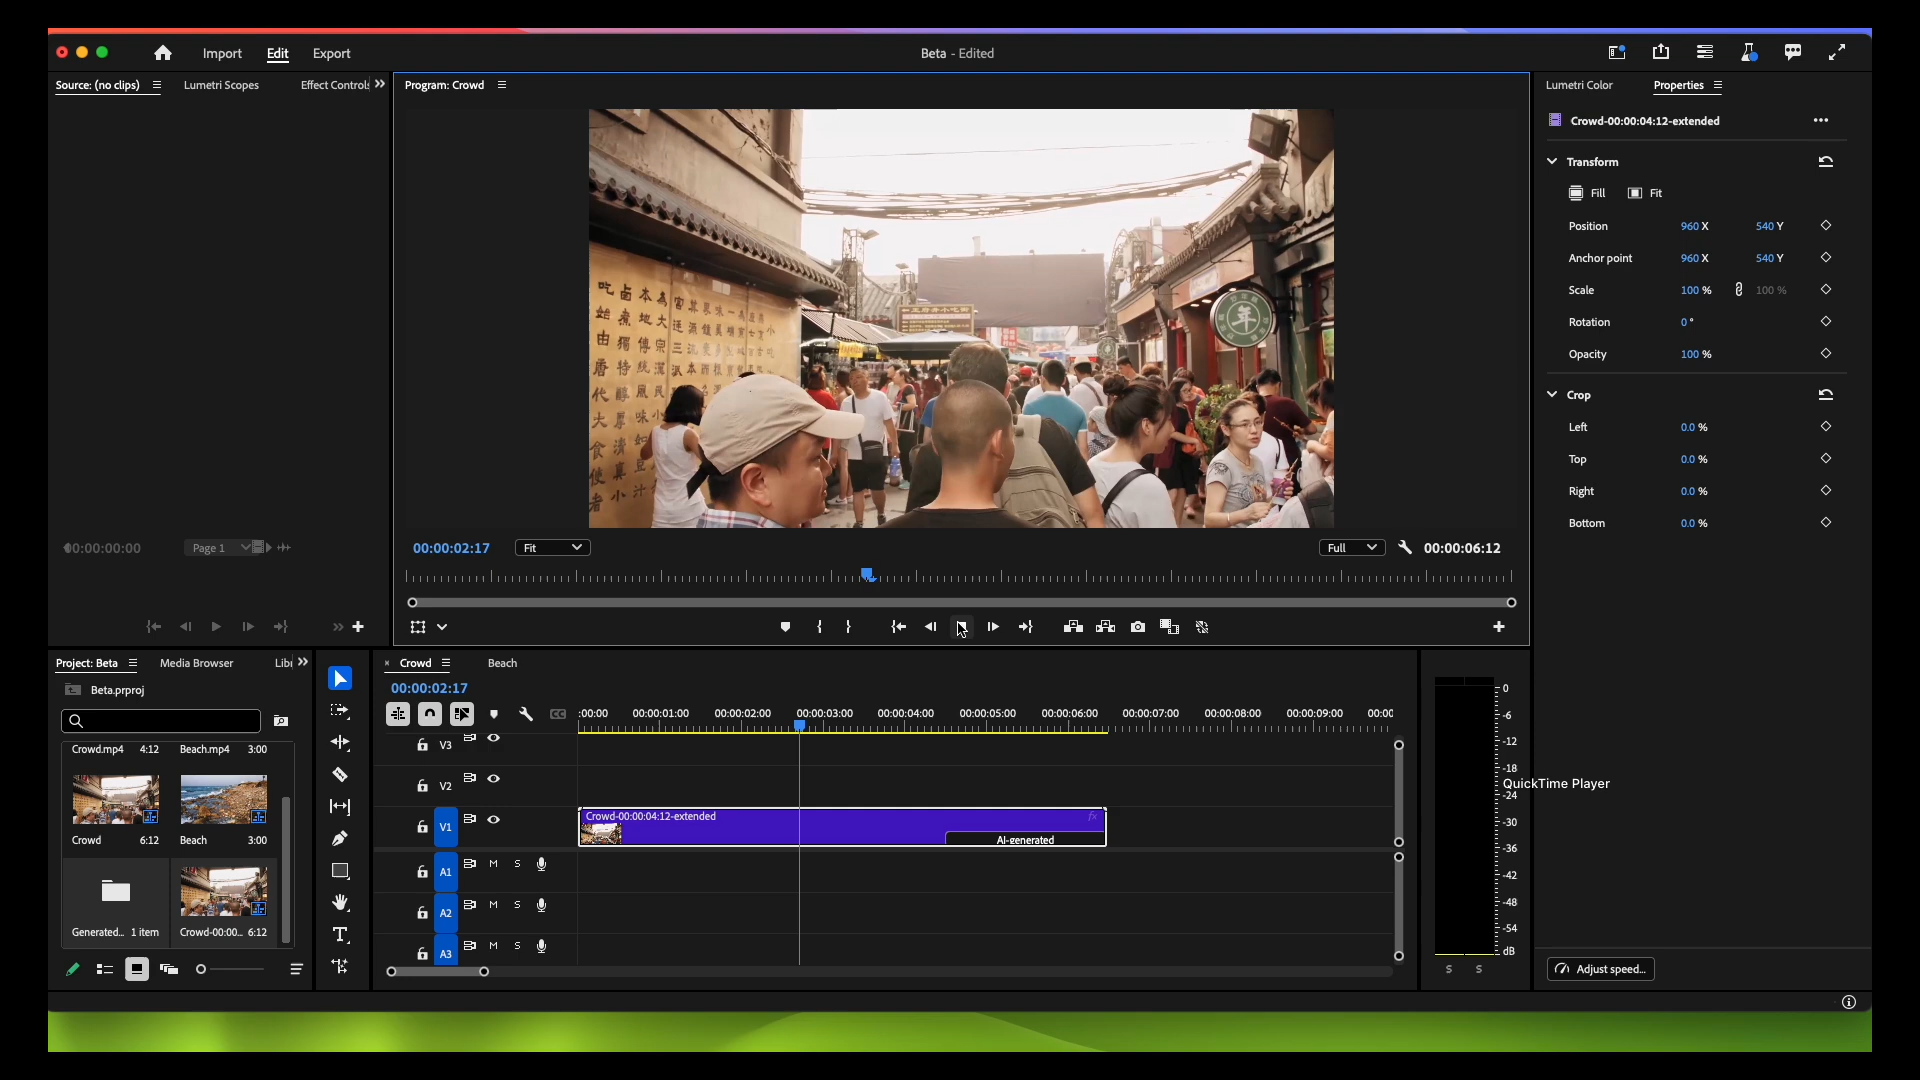 Import
Edit
Export
Beta - Edited
Source: (no clips)
Lumetri Scopes
Effect Controls
Program: Crowd
Lumetri Color
Properties
Crowd-00:00:04:12-extended
Transform
Fill
Fit
Position
960 X
540 Y
Anchor point
960 X
540 Y
Scale
100 %
100 %
Rotation
0 °
Opacity
100 %
Crop
Left
0.0 %
Top
0.0 %
Right
0.0 %
Bottom
0.0 %
年
00:00:00:00
Page 1
00:00:02:17
Fit
Full
00:00:06:12
Project: Beta
Media Browser
Beta.prproj
Crowd.mp4
4:12
Beach.mp4
3:00
Crowd
6:12
Beach
3:00
Generated...
1 item
Crowd-00:00...
6:12
Crowd
Beach
00:00:02:17
:00:00
00:00:01:00
00:00:02:00
00:00:03:00
00:00:04:00
00:00:05:00
00:00:06:00
00:00:07:00
00:00:08:00
00:00:09:00
00:00
V3
V2
V1
Crowd-00:00:04:12-extended
fx
AI-generated
A1
M
S
A2
M
S
A3
M
S
0
-6
-12
-18
-24
-30
-36
-42
-48
-54
dB
S
S
QuickTime Player
Adjust speed...